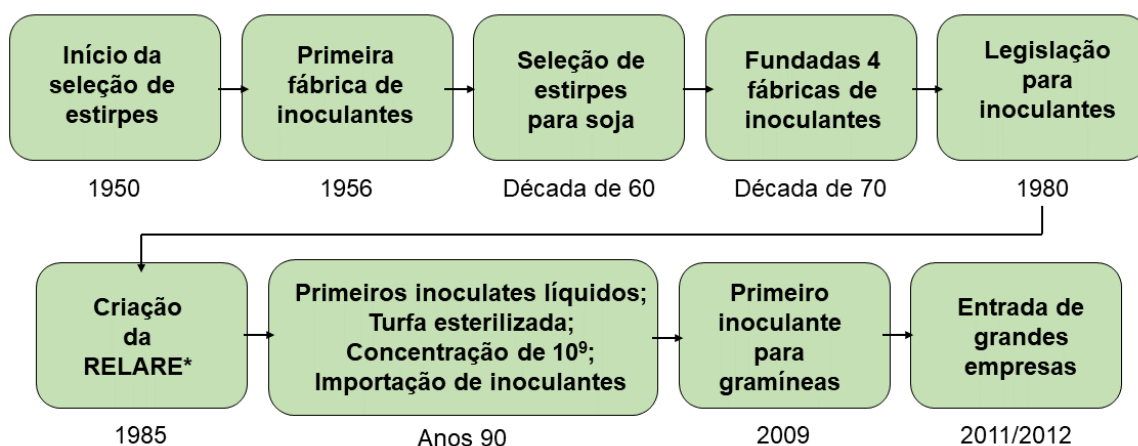 Início da
seleção de
estirpes
1950
Primeira
fábrica de
inoculantes
1956
Seleção de
estirpes
para soja
Década de 60
Fundadas 4
fábricas de
inoculantes
Década de 70
Legislação
para
inoculantes
1980
Criação
da
RELARE*
1985
Primeiros inoculates líquidos;
Turfa esterilizada;
Concentração de 10⁹;
Importação de inoculantes
Anos 90
Primeiro
inoculante
para
gramíneas
2009
Entrada de
grandes
empresas
2011/2012